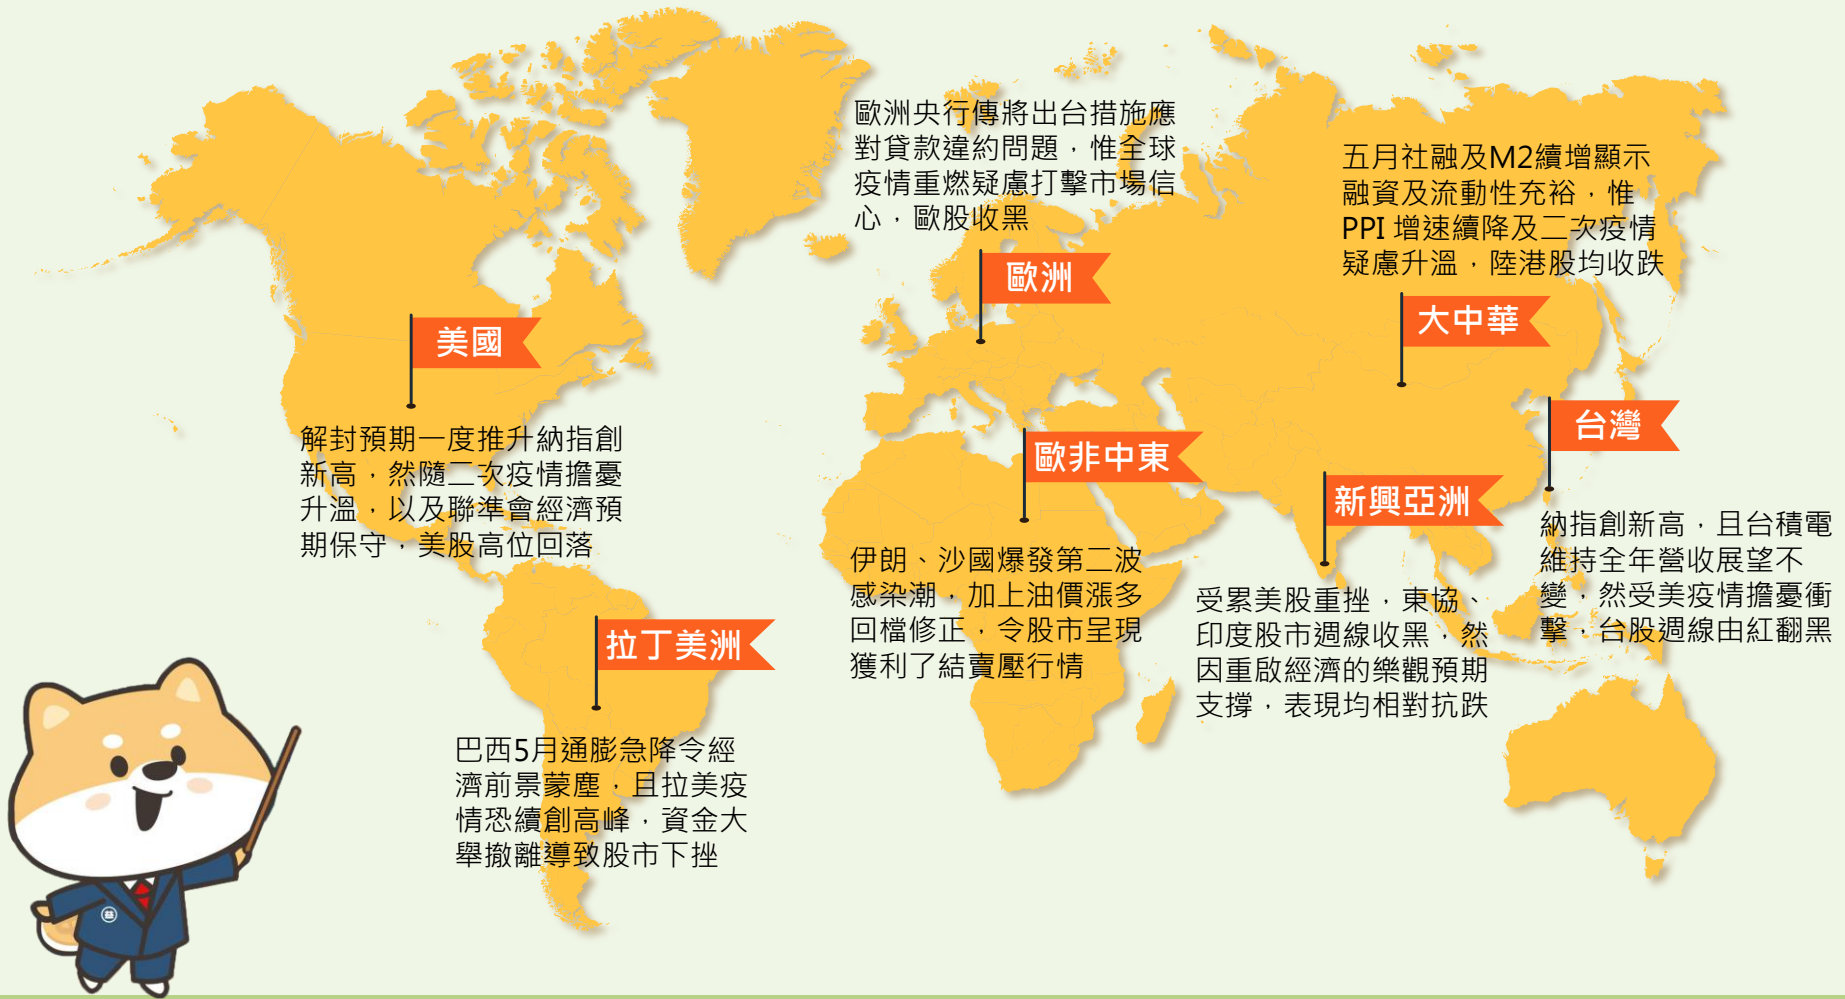 歐洲央行傳將出台措施應
對貸款違約問題，惟全球
疫情重燃疑慮打擊市場信
心，歐股收黑
歐洲
五月社融及M2續增顯示
融資及流動性充裕，惟
PPI 增速續降及二次疫情
疑慮升溫，陸港股均收跌
大中華
美國
解封預期一度推升納指創
新高，然隨二次疫情擔憂
升溫，以及聯準會經濟預
期保守，美股高位回落
台灣
納指創新高，且台積電
維持全年營收展望不
變，然受美疫情擔憂衝
擊，台股週線由紅翻黑
歐非中東
伊朗、沙國爆發第二波
感染潮，加上油價漲多
回檔修正，令股市呈現
獲利了結賣壓行情
新興亞洲
受累美股重挫，東協、
印度股市週線收黑，然
因重啟經濟的樂觀預期
支撐，表現均相對抗跌
拉丁美洲
巴西5月通膨急降令經
濟前景蒙塵，且拉美疫
情恐續創高峰，資金大
舉撤離導致股市下挫